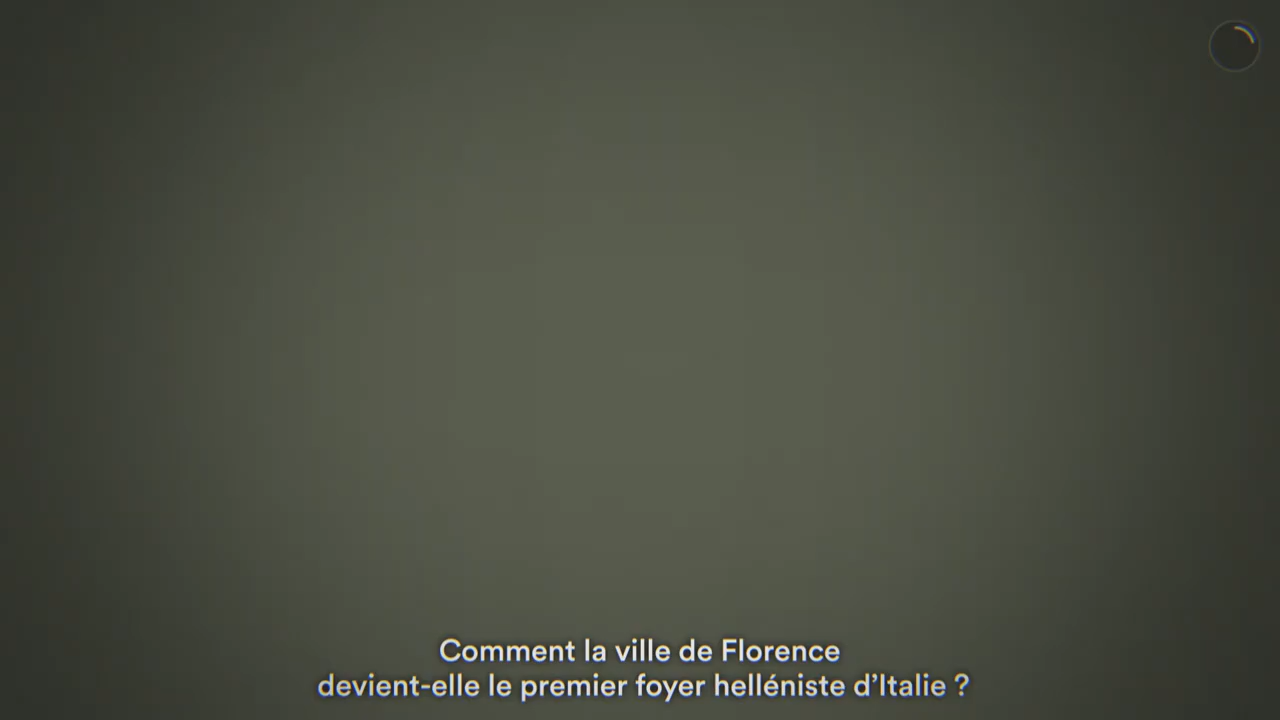 Comment la ville de Florence
devient-elle le premier foyer helléniste d’Italie ?